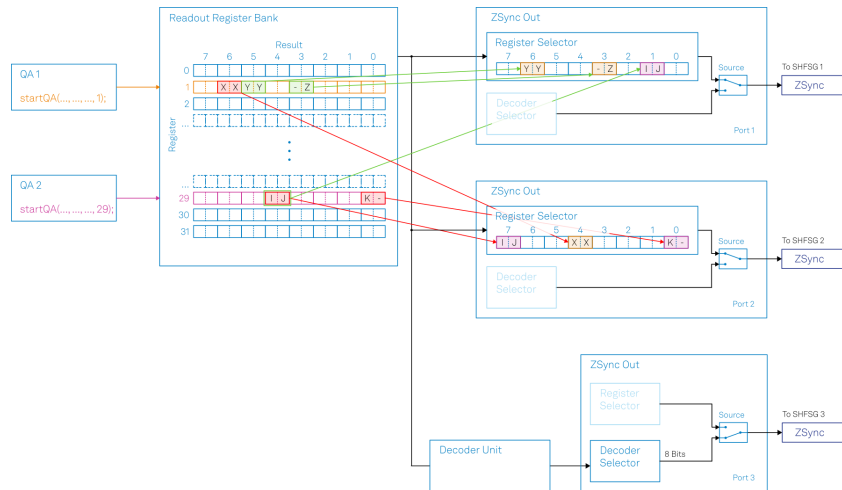 Readout Register Bank
Result
7 6 5 4 3 2 1 0
Register
0
1 X X Y Y - Z
2
...
...
29 I J K -
30
31
QA 1
startQA(..., ..., ..., 1);
QA 2
startQA(..., ..., ..., 29);
ZSync Out
Register Selector
7 6 5 4 3 2 1 0
Y Y - Z I J
Decoder
Selector
Source
Port 1
To SHFSG 1
ZSync
ZSync Out
Register Selector
7 6 5 4 3 2 1 0
I J X X K -
Decoder
Selector
Source
Port 2
To SHFSG 2
ZSync
ZSync Out
Register
Selector
Decoder Unit
Decoder
Selector
8 Bits
Source
Port 3
To SHFSG 3
ZSync